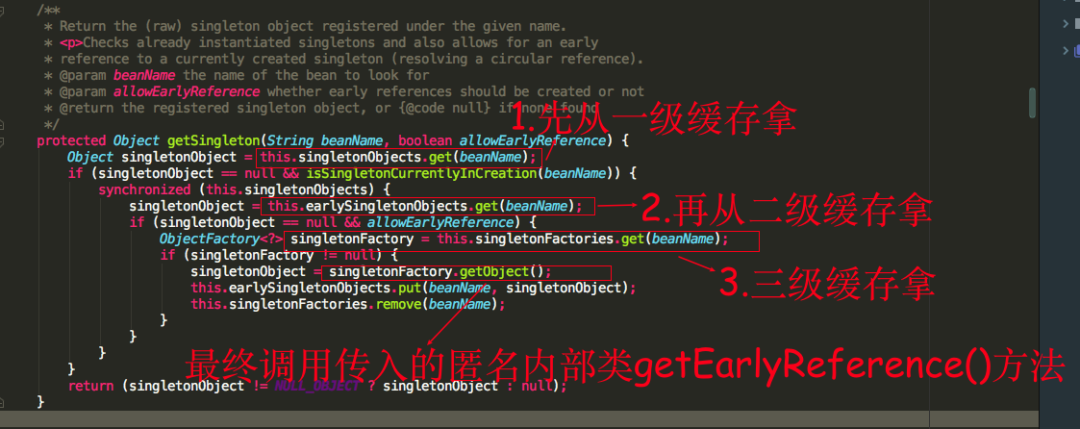 /**
* Return the (raw) singleton object registered under the given name.
* <p>Checks already instantiated singletons and also allows for an early
* reference to a currently created singleton (resolving a circular reference).
* @param beanName the name of the bean to look for
* @param allowEarlyReference whether early references should be created or not
* @return the registered singleton object, or {@code null} if none found
*/
1.先从一级缓存拿
protected Object getSingleton(String beanName, boolean allowEarlyReference) {
Object singletonObject = this.singletonObjects.get(beanName);
if (singletonObject == null && isSingletonCurrentlyInCreation(beanName)) {
synchronized (this.singletonObjects) {
singletonObject = this.earlySingletonObjects.get(beanName);
2.再从二级缓存拿
if (singletonObject == null && allowEarlyReference) {
ObjectFactory<?> singletonFactory = this.singletonFactories.get(beanName);
if (singletonFactory != null) {
singletonObject = singletonFactory.getObject();
3.三级缓存拿
this.earlySingletonObjects.put(beanName, singletonObject);
this.singletonFactories.remove(beanName);
}
}
}
最终调用传入的匿名内部类getEarlyReference()方法
}
return (singletonObject != NULL_OBJECT ? singletonObject : null);
}